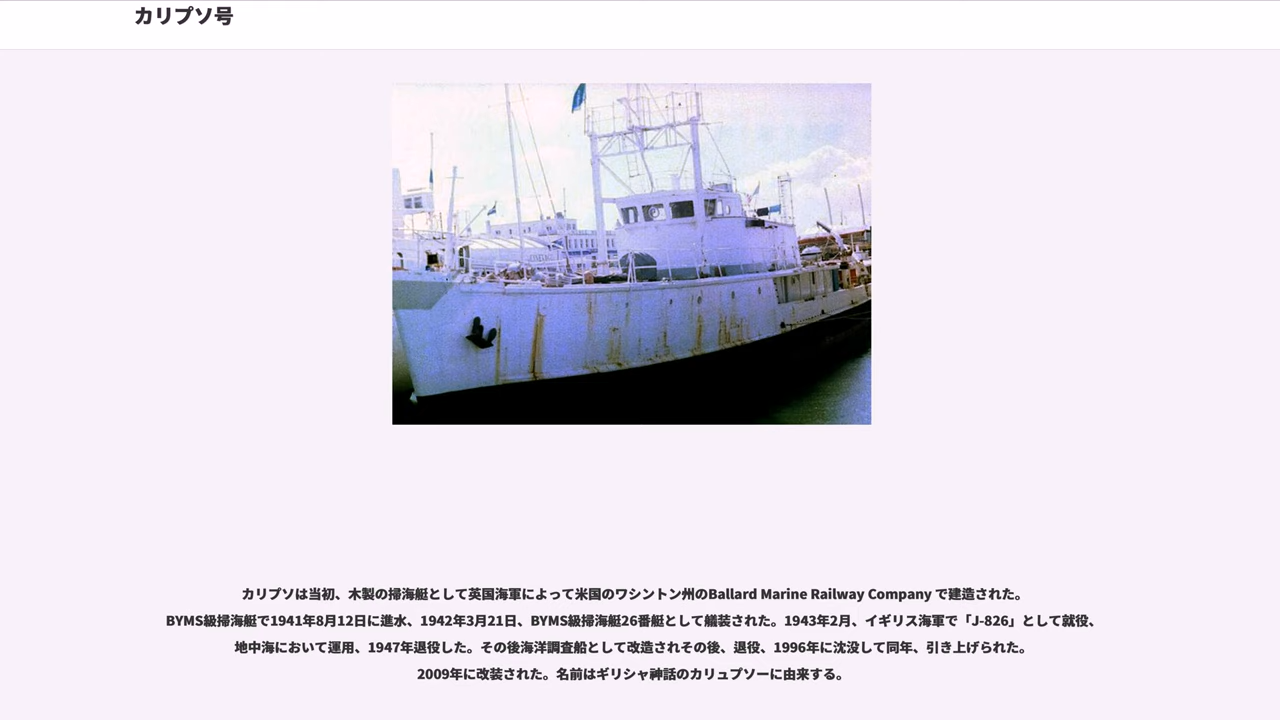 カリプソ号
カリプソは当初、木製の掃海艇として英国海軍によって米国のワシントン州のBallard Marine Railway Company で建造された。
BYMS級掃海艇で1941年8月12日に進水、1942年3月21日、BYMS級掃海艇26番艇として艤装された。1943年2月、イギリス海軍で「J-826」として就役、
地中海において運用、1947年退役した。その後海洋調査船として改造されその後、退役、1996年に沈没して同年、引き上げられた。
2009年に改装された。名前はギリシャ神話のカリュプソーに由来する。